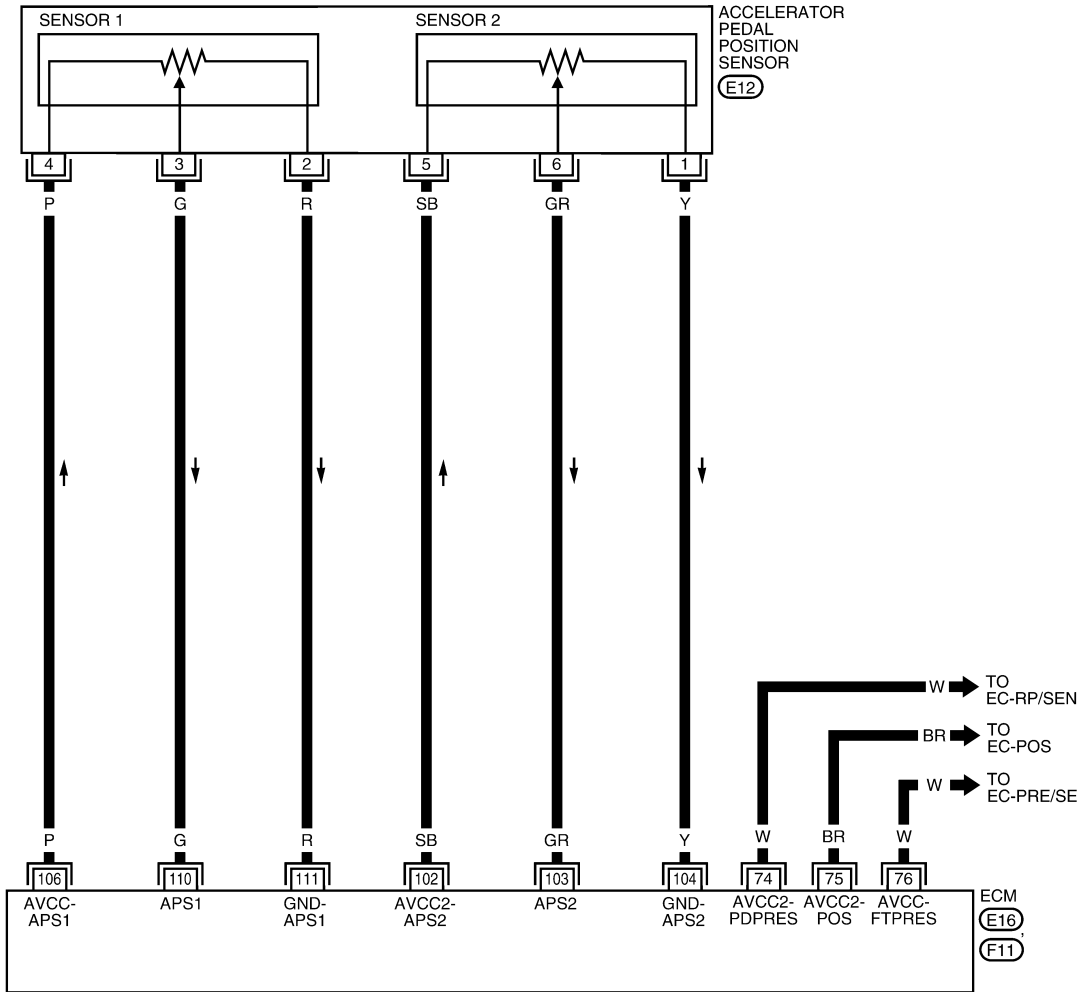 SENSOR 1
SENSOR 2
ACCELERATOR
PEDAL
POSITION
SENSOR
E12
4 3 2 5 6 1
P G R SB GR Y
W TO
EC-RP/SEN
BR TO
EC-POS
W TO
EC-PRE/SE
P G R SB GR Y W BR W
106 110 111 102 103 104 74 75 76
AVCC- APS1 GND- AVCC2- APS2 GND- AVCC2- AVCC2- AVCC-
APS1 APS1 APS2 APS2 PDPRES POS FTPRES
ECM
E16 ,
F11